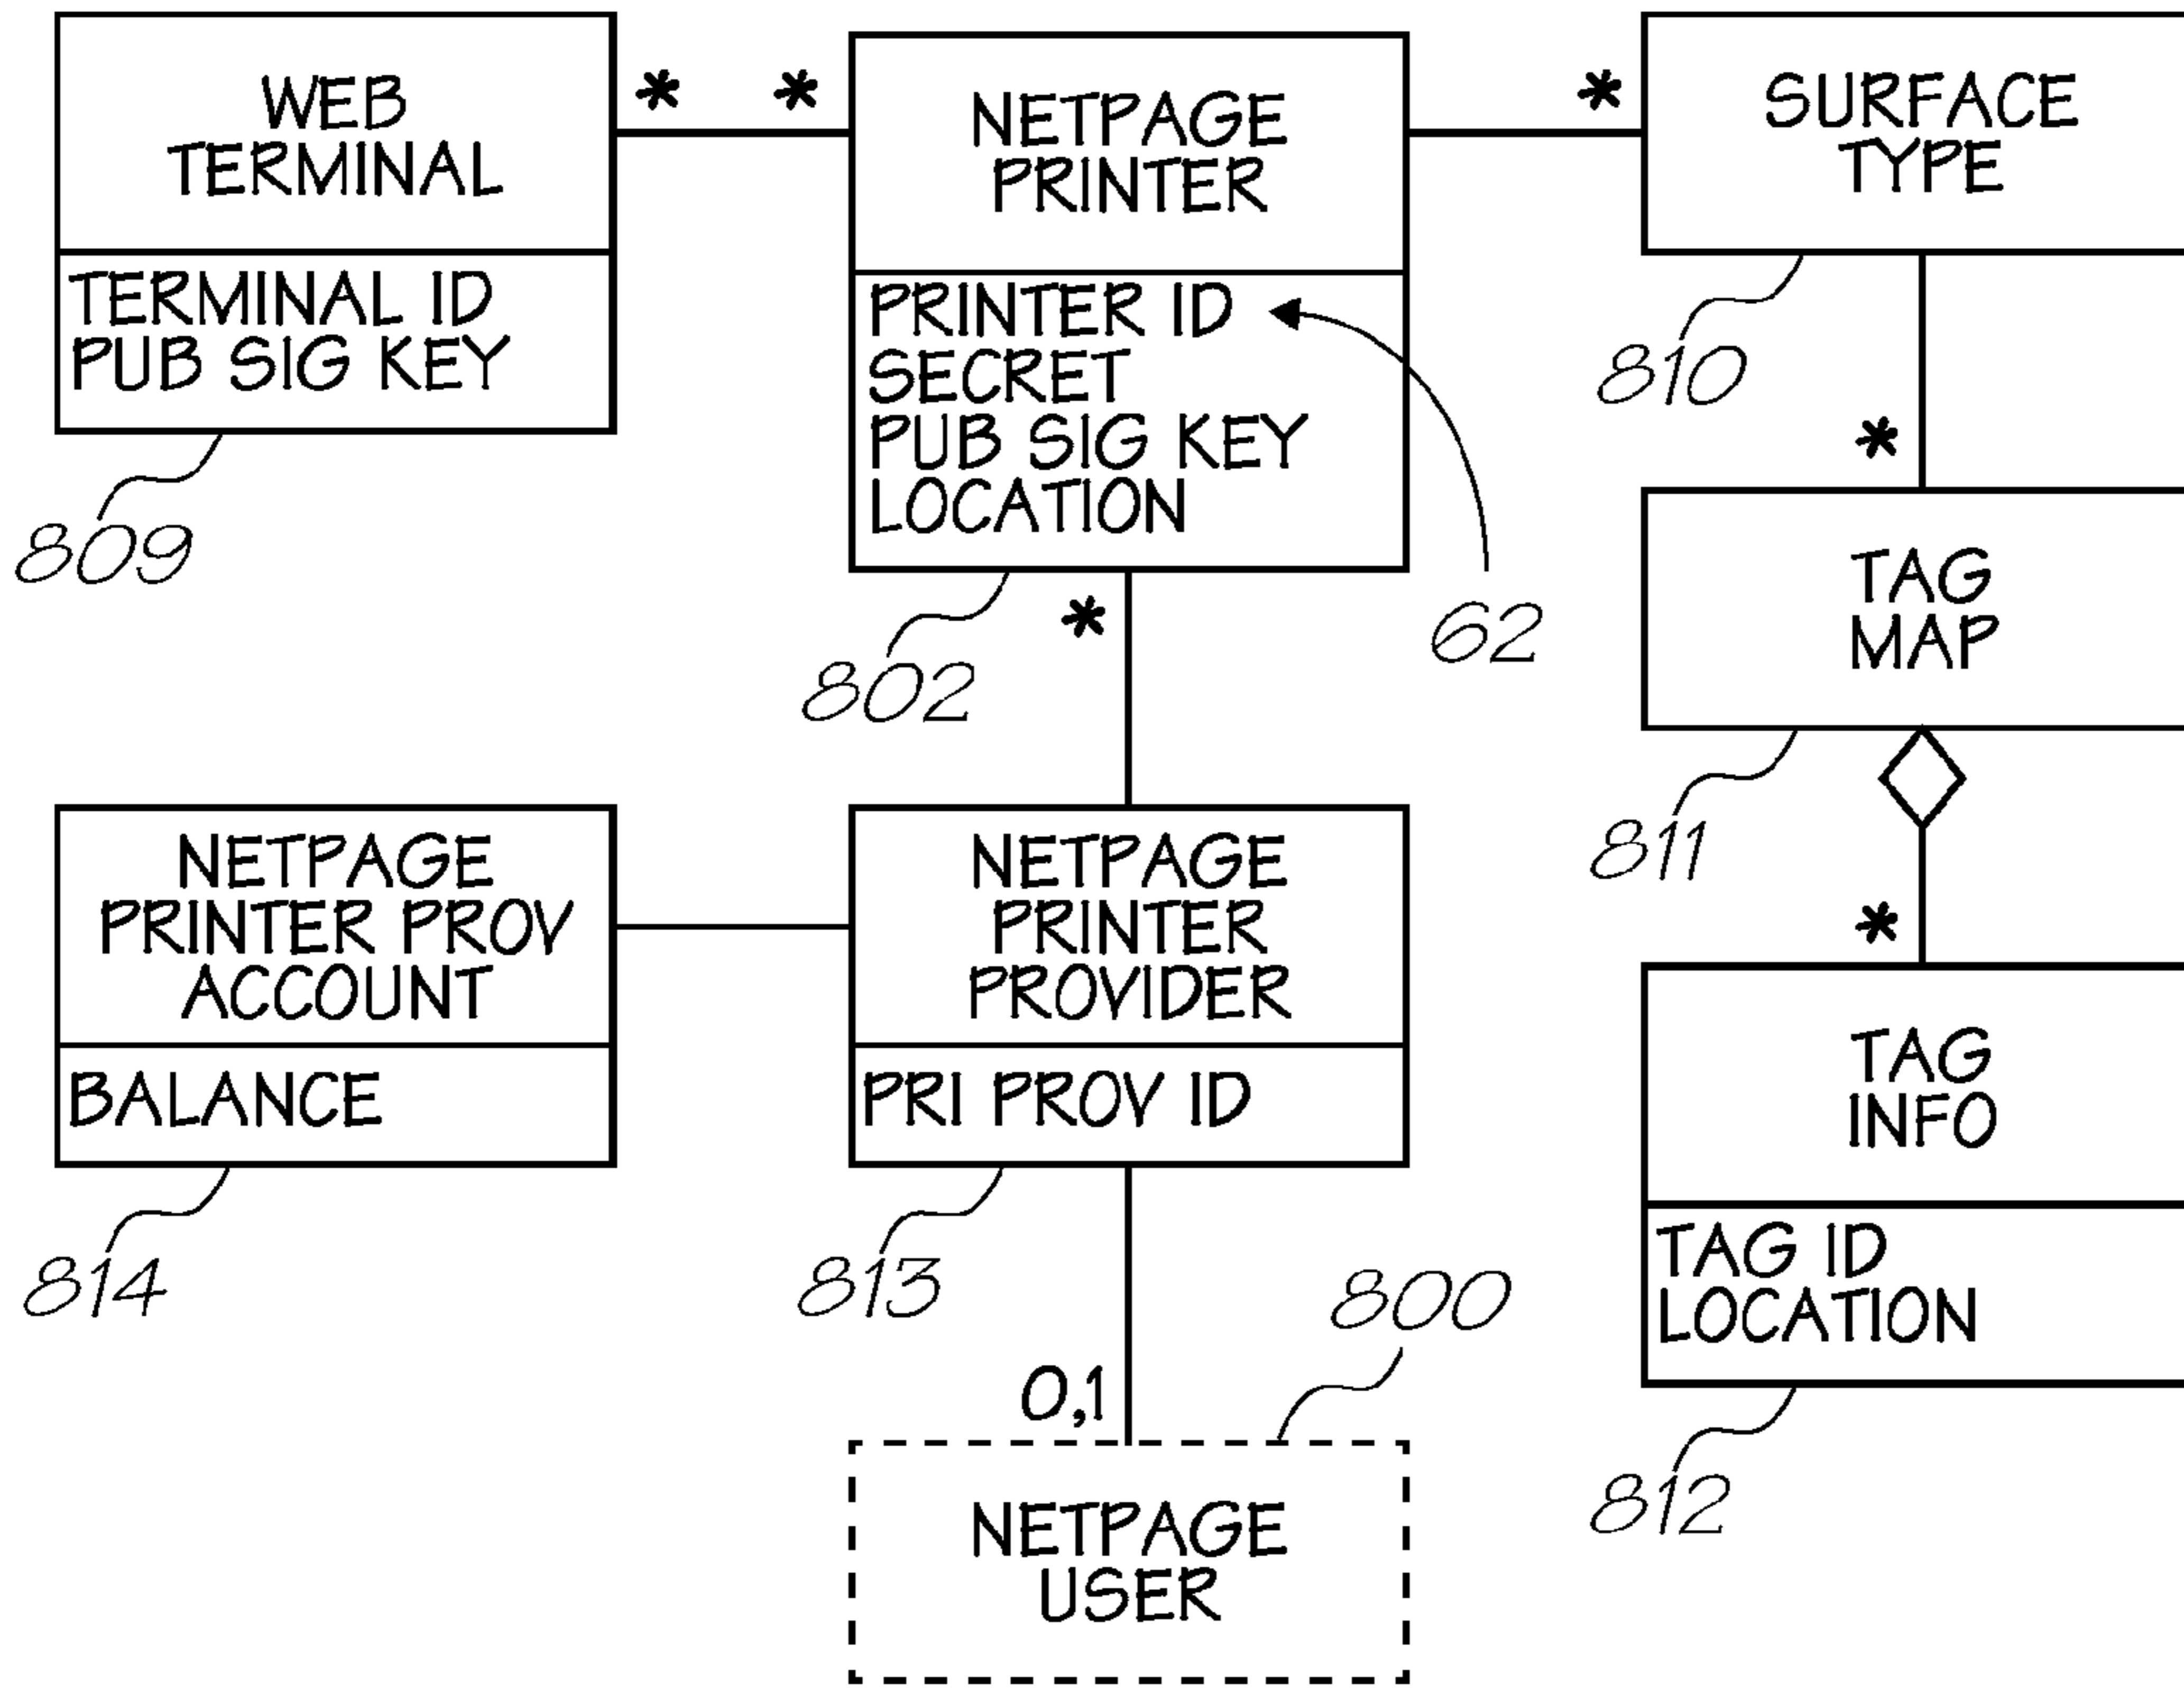 WEB
TERMINAL
TERMINAL ID
PUB SIG KEY
809
* *
NETPAGE
PRINTER
PRINTER ID
SECRET
PUB SIG KEY
LOCATION
802
62
*
*
SURFACE
TYPE
810
*
TAG
MAP
811
*
NETPAGE
PRINTER PROV
ACCOUNT
BALANCE
814
NETPAGE
PRINTER
PROVIDER
PRI PROV ID
813
0,1
800
NETPAGE
USER
TAG
INFO
TAG ID
LOCATION
812